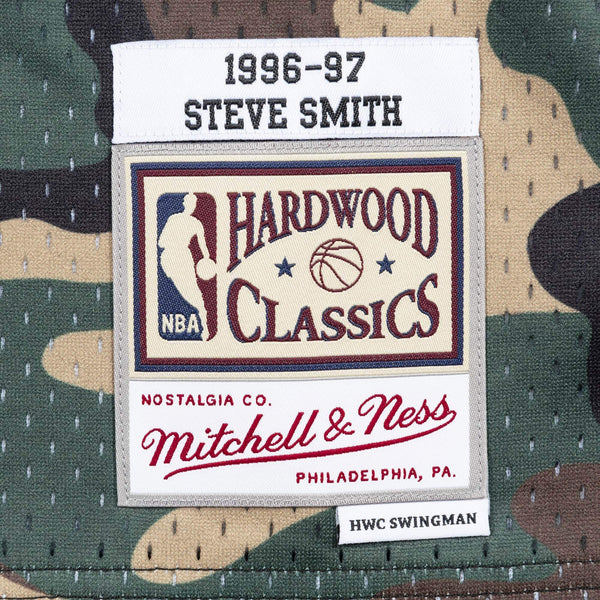 1996-97
STEVE SMITH
HARDWOOD
CLASSICS
NBA
NOSTALGIA CO.
Mitchell & Ness
PHILADELPHIA, PA.
HWC SWINGMAN